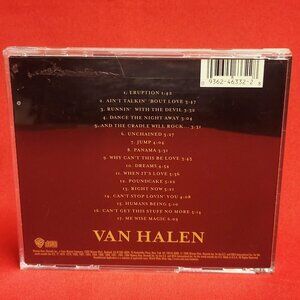 9362-46332-2
1. ERUPTION 1:42
2. AIN'T TALKIN' 'BOUT LOVE 3:47
3. RUNNIN' WITH THE DEVIL 3:32
4. DANCE THE NIGHT AWAY 3:04
5. AND THE CRADLE WILL ROCK... 3:31
6. UNCHAINED 3:27
7. JUMP 4:04
8. PANAMA 3:31
9. WHY CAN'T THIS BE LOVE 3:45
10. DREAMS 4:54
11. WHEN IT'S LOVE 5:36
12. POUNDCAKE 5:22
13. RIGHT NOW 5:21
14. CAN'T STOP LOVIN' YOU 4:08
15. HUMANS BEING 5:10
16. CAN'T GET THIS STUFF NO MORE 5:14
17. ME WISE MAGIC 6:05
VAN HALEN